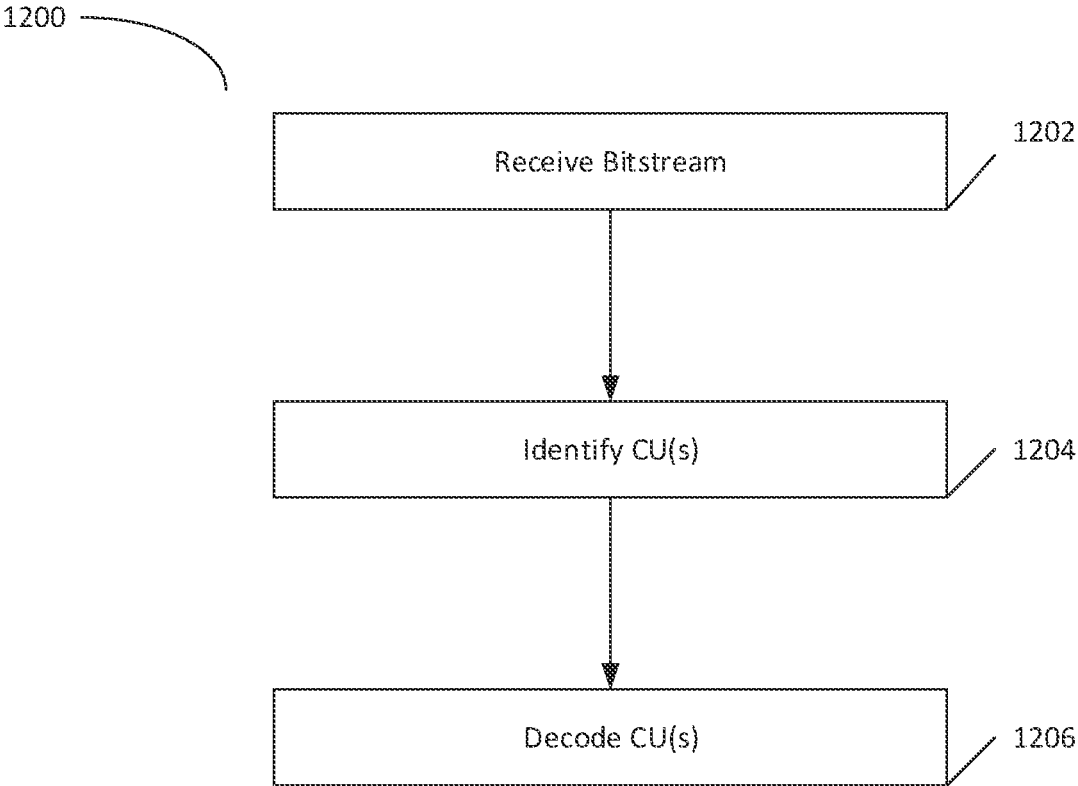 1200
Receive Bitstream
1202
Identify CU(s)
1204
Decode CU(s)
1206